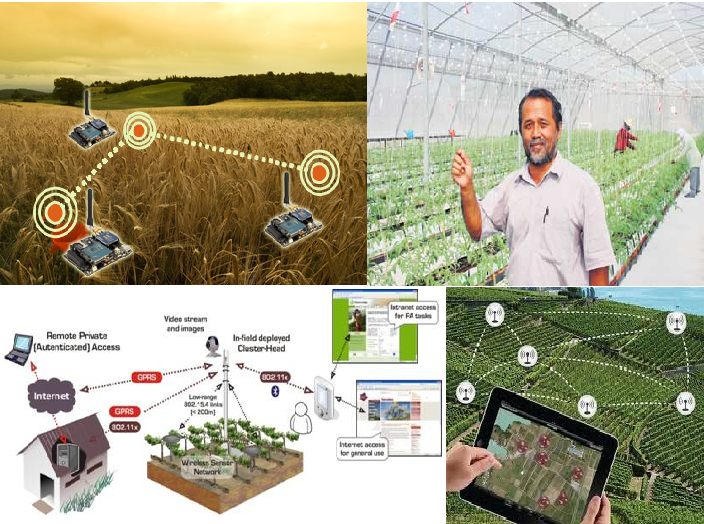 Video stream
and images
Intranet access
for PA tasks
Remote Private
(Autenticated) Access
In-field deployed
Cluster-Head
GPRS
802.11x
Internet
Low-range
802.15.4 links
(< 200m)
GPRS
802.11x
Wireless Sensor
Network
Internet access
for general use